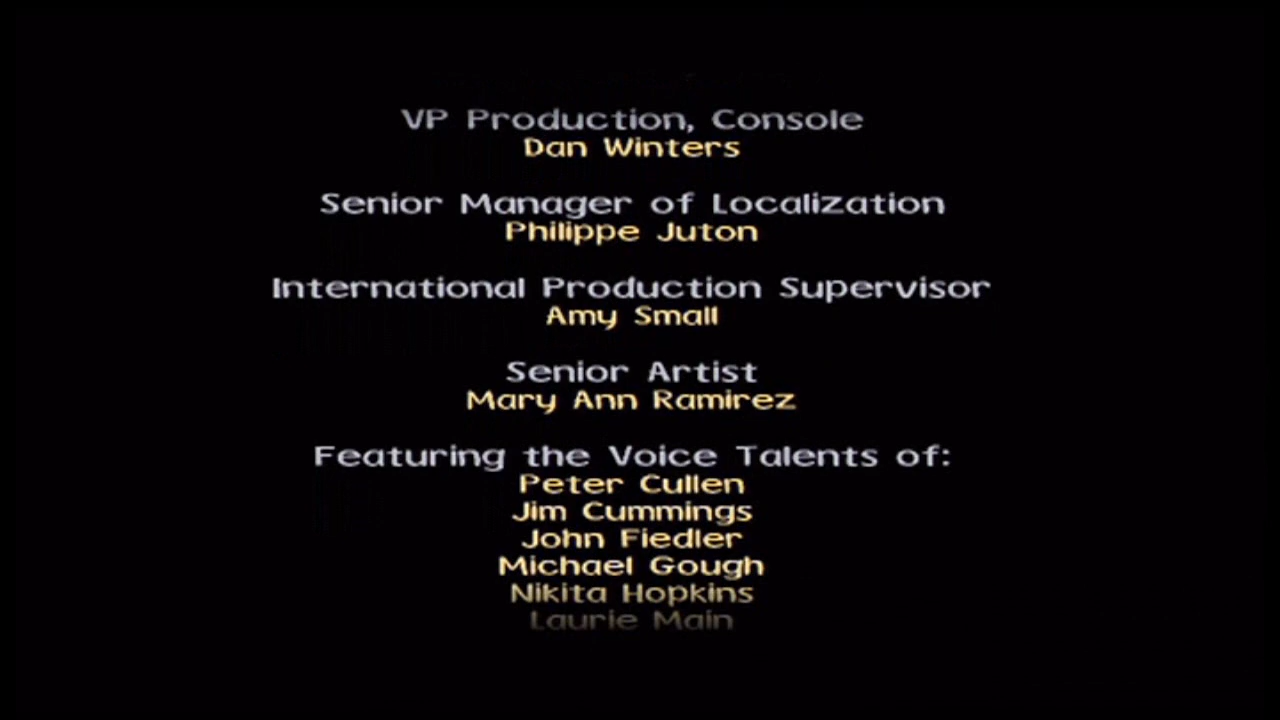 VP Production, Console
Dan Winters
Senior Manager of Localization
Philippe Juton
International Production Supervisor
Amy Small
Senior Artist
Mary Ann Ramirez
Featuring the Voice Talents of:
Peter Cullen
Jim Cummings
John Fiedler
Michael Gough
Nikita Hopkins
Laurie Main